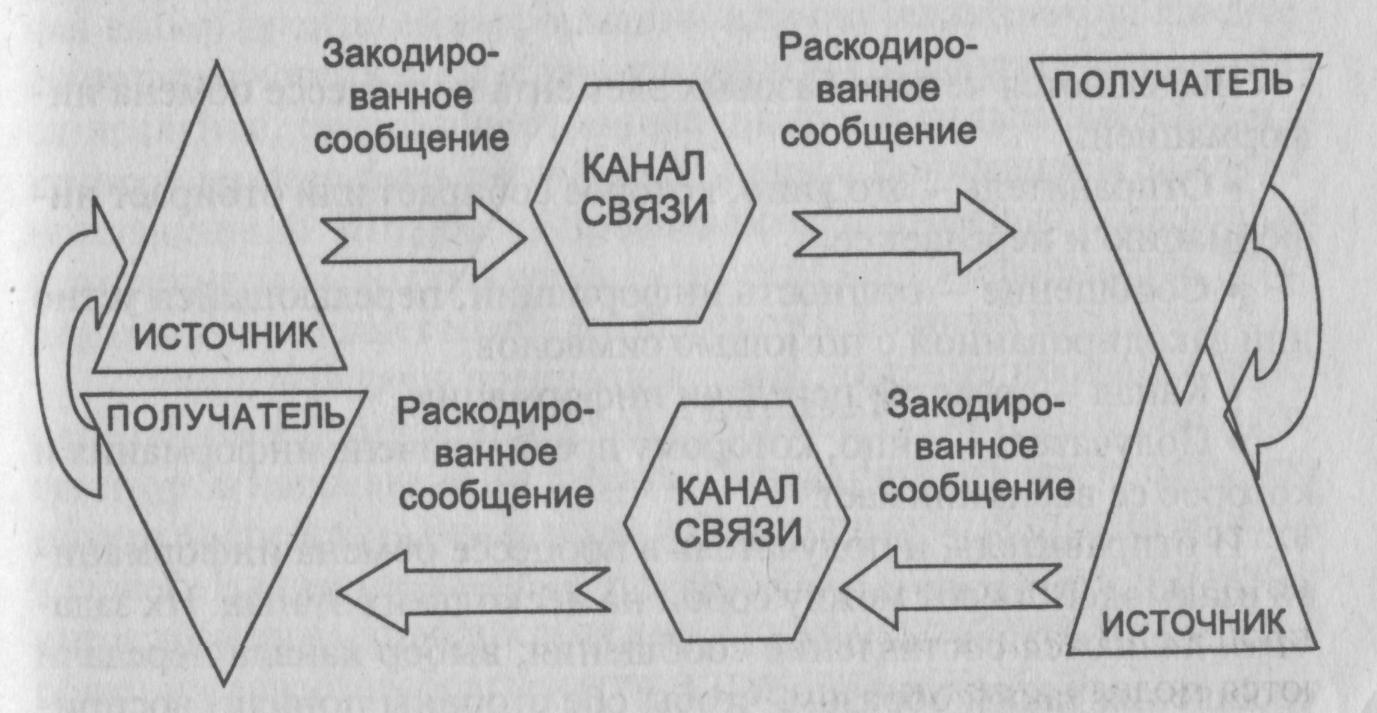 Закодиро-
ванное
сообщение
Раскодиро-
ванное
сообщение
ПОЛУЧАТЕЛЬ
КАНАЛ
СВЯЗИ
ИСТОЧНИК
ПОЛУЧАТЕЛЬ
Раскодиро-
ванное
сообщение
КАНАЛ
СВЯЗИ
Закодиро-
ванное
сообщение
ИСТОЧНИК